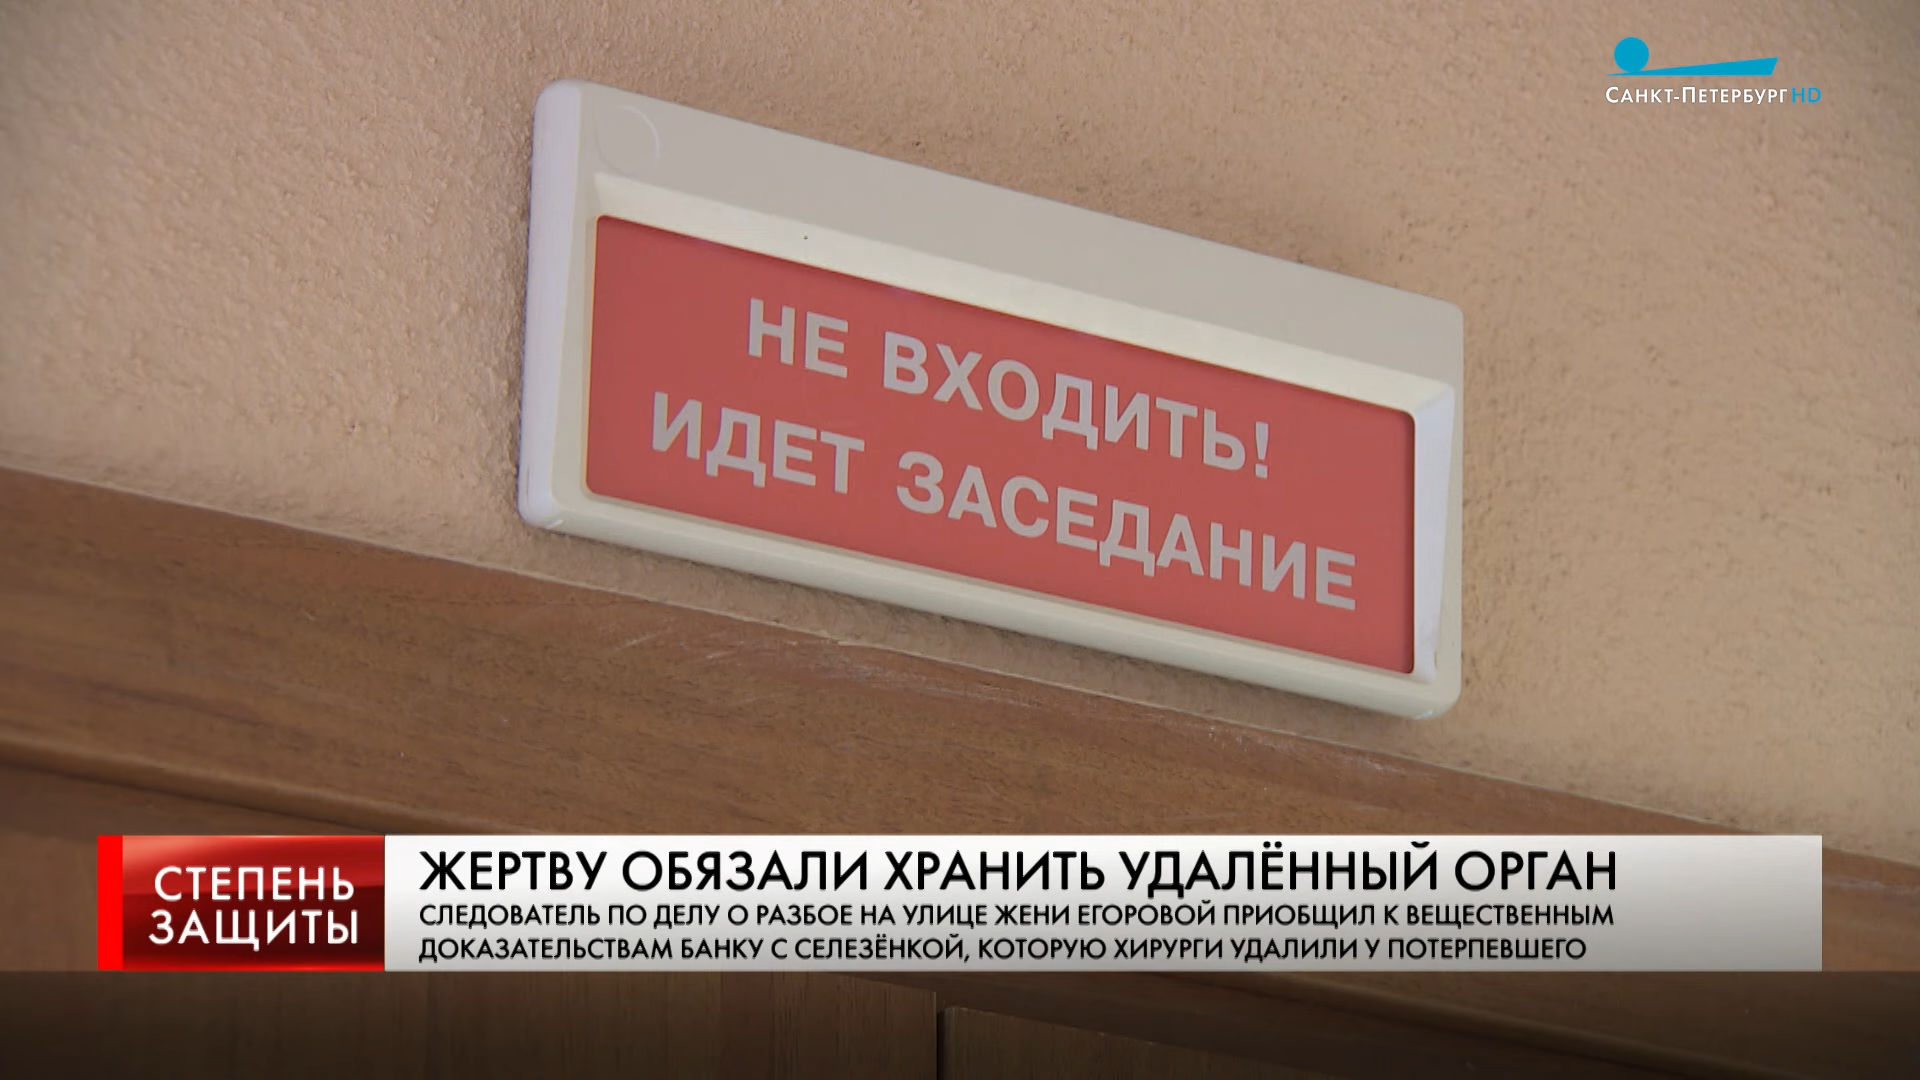 САНКТ-ПЕТЕРБУРГ HD
НЕ ВХОДИТЬ!
ИДЕТ ЗАСЕДАНИЕ
СТЕПЕНЬ
ЗАЩИТЫ
ЖЕРТВУ ОБЯЗАЛИ ХРАНИТЬ УДАЛЁННЫЙ ОРГАН
СЛЕДОВАТЕЛЬ ПО ДЕЛУ О РАЗБОЕ НА УЛИЦЕ ЖЕНИ ЕГОРОВОЙ ПРИОБЩИЛ К ВЕЩЕСТВЕННЫМ
ДОКАЗАТЕЛЬСТВАМ БАНКУ С СЕЛЕЗЁНКОЙ, КОТОРУЮ ХИРУРГИ УДАЛИЛИ У ПОТЕРПЕВШЕГО